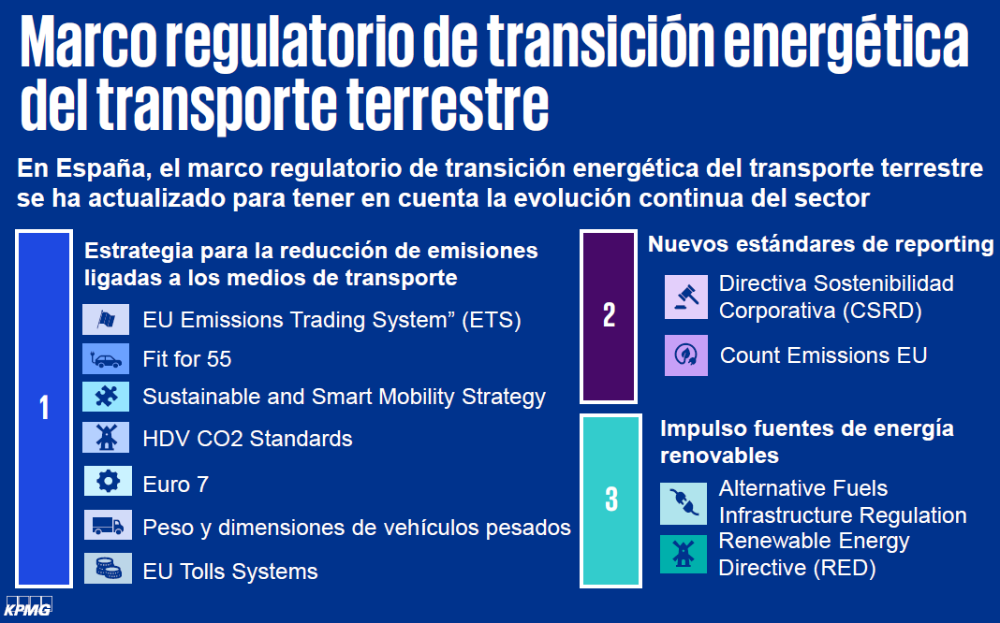 Marco regulatorio de transición energética
del transporte terrestre
En España, el marco regulatorio de transición energética del transporte terrestre
se ha actualizado para tener en cuenta la evolución continua del sector
1
Estrategia para la reducción de emisiones
ligadas a los medios de transporte
EU Emissions Trading System” (ETS)
Fit for 55
Sustainable and Smart Mobility Strategy
HDV CO2 Standards
Euro 7
Peso y dimensiones de vehículos pesados
EU Tolls Systems
2
Nuevos estándares de reporting
Directiva Sostenibilidad
Corporativa (CSRD)
Count Emissions EU
3
Impulso fuentes de energía
renovables
Alternative Fuels
Infrastructure Regulation
Renewable Energy
Directive (RED)
KPMG